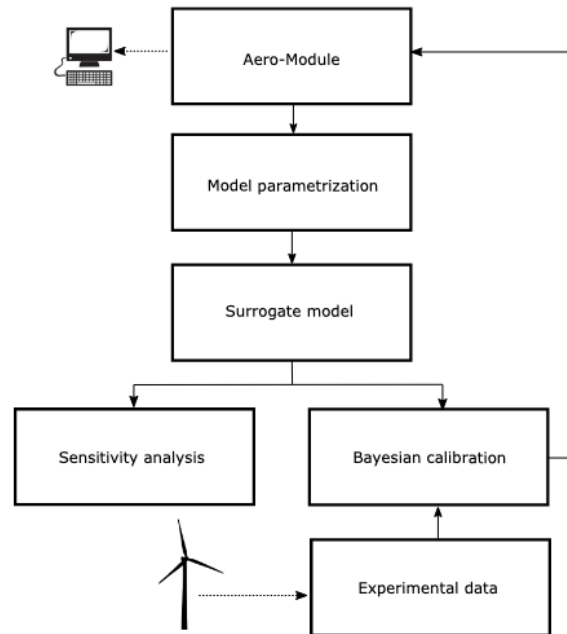 Aero-Module
Model parametrization
Surrogate model
Sensitivity analysis
Bayesian calibration
Experimental data